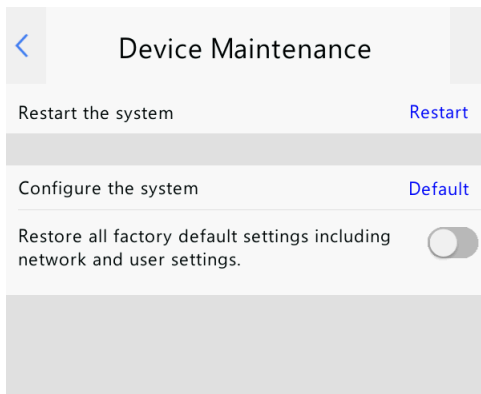 Device Maintenance
Restart the system Restart
Configure the system Default
Restore all factory default settings including
network and user settings.